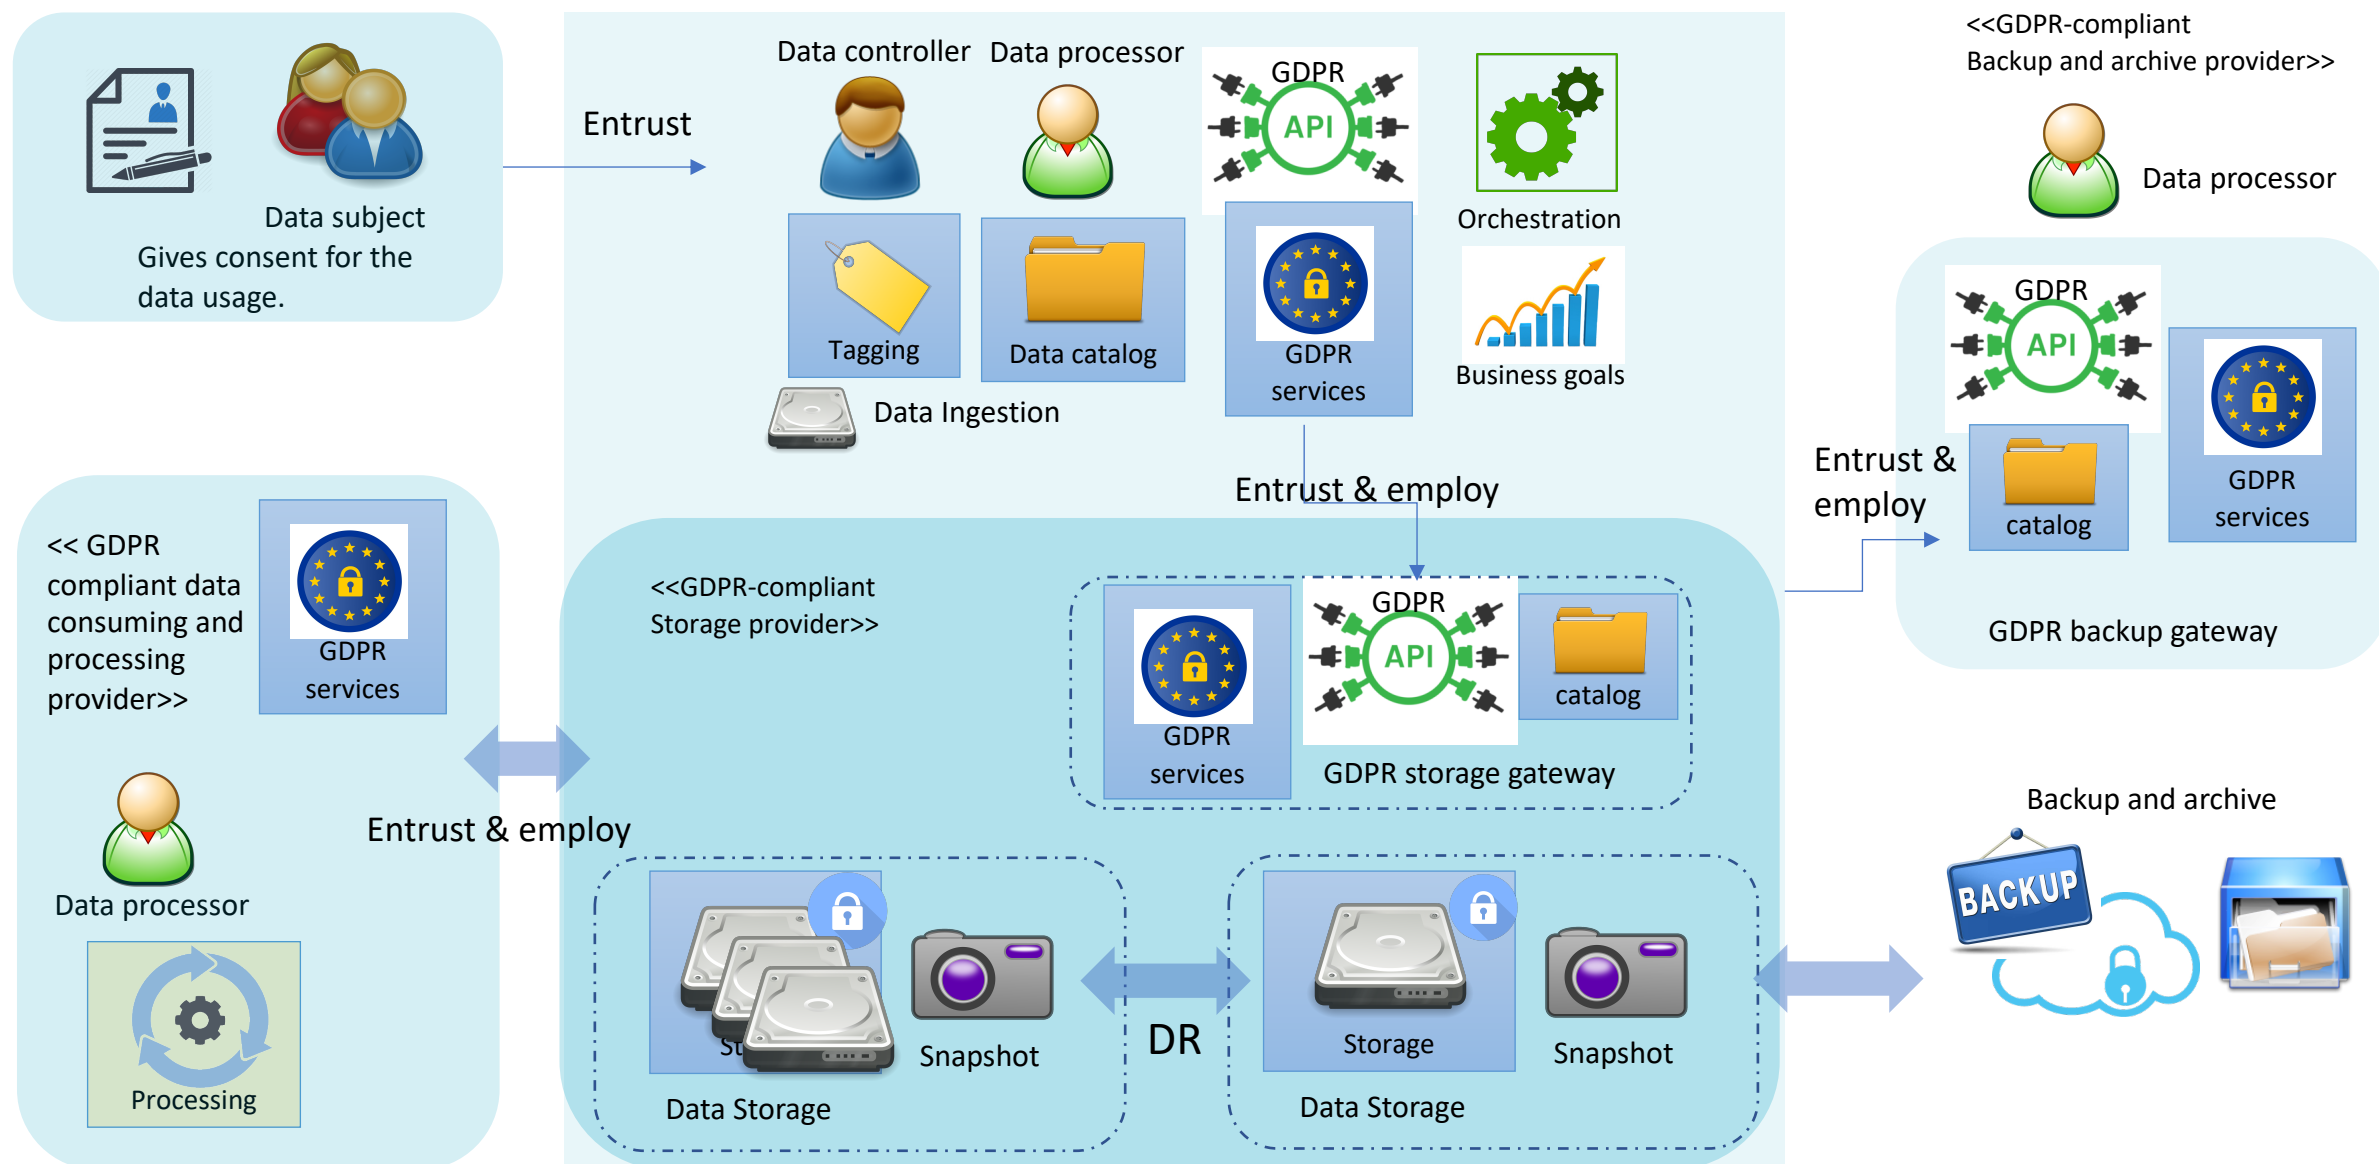 Data subject
Gives consent for the
data usage.
Entrust
Data controller
Data processor
GDPR
API
Orchestration
Tagging
Data catalog
GDPR
services
Business goals
Data Ingestion
Entrust & employy
<<GDPR-compliant
Backup and archive provider>>
Data processor
GDPR
API
GDPR
services
catalog
GDPR backup gateway
Entrust &
employ
<< GDPR
compliant data
consuming and
processing
provider>>
GDPR
services
Data processor
Processing
Entrust & employ
<<GDPR-compliant
Storage provider>>
GDPR
services
GDPR
API
catalog
GDPR storage gateway
Snapshot
Data Storage
DR
Storage
Snapshot
Data Storage
Backup and archive
BACKUP